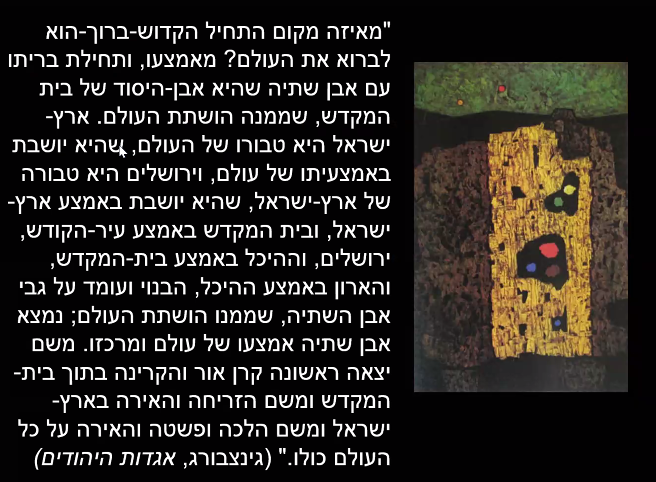 "מאיזה מקום התחיל הקדוש-ברוך-הוא
לברוא את העולם? מאמצעו, ותחילת בריתו
עם אבן שתיה שהיא אבן-היסוד של בית
המקדש, שממנה הושתת העולם. ארץ-
ישראל היא טבורו של העולם, שהיא יושבת
באמצעיתו של עולם, וירושלים היא טבורה
של ארץ-ישראל, שהיא יושבת באמצע ארץ-
ישראל, ובית המקדש באמצע עיר-הקודש,
ירושלים, וההיכל באמצע בית-המקדש,
והארון באמצע ההיכל, הבנוי ועומד על גבי
אבן השתיה, שממנו הושתת העולם; נמצא
אבן שתיה אמצעו של עולם ומרכזו. משם
יצאה ראשונה קרן אור והקרינה בתוך בית-
המקדש ומשם הזריחה והאירה בארץ-
ישראל ומשם הלכה ופשטה והאירה על כל
העולם כולו." (גינצבורג, אגדות היהודים)